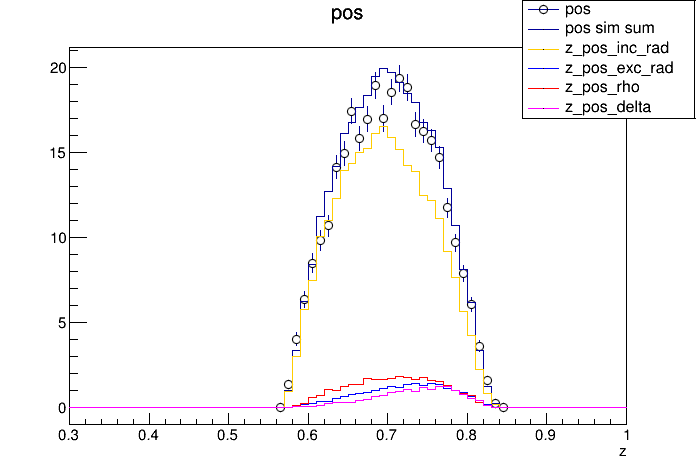 pos
pos
pos sim sum
z_pos_inc_rad
z_pos_exc_rad
z_pos_rho
z_pos_delta
20
15
10
5
0
0.3 0.4 0.5 0.6 0.7 0.8 0.9 1
z